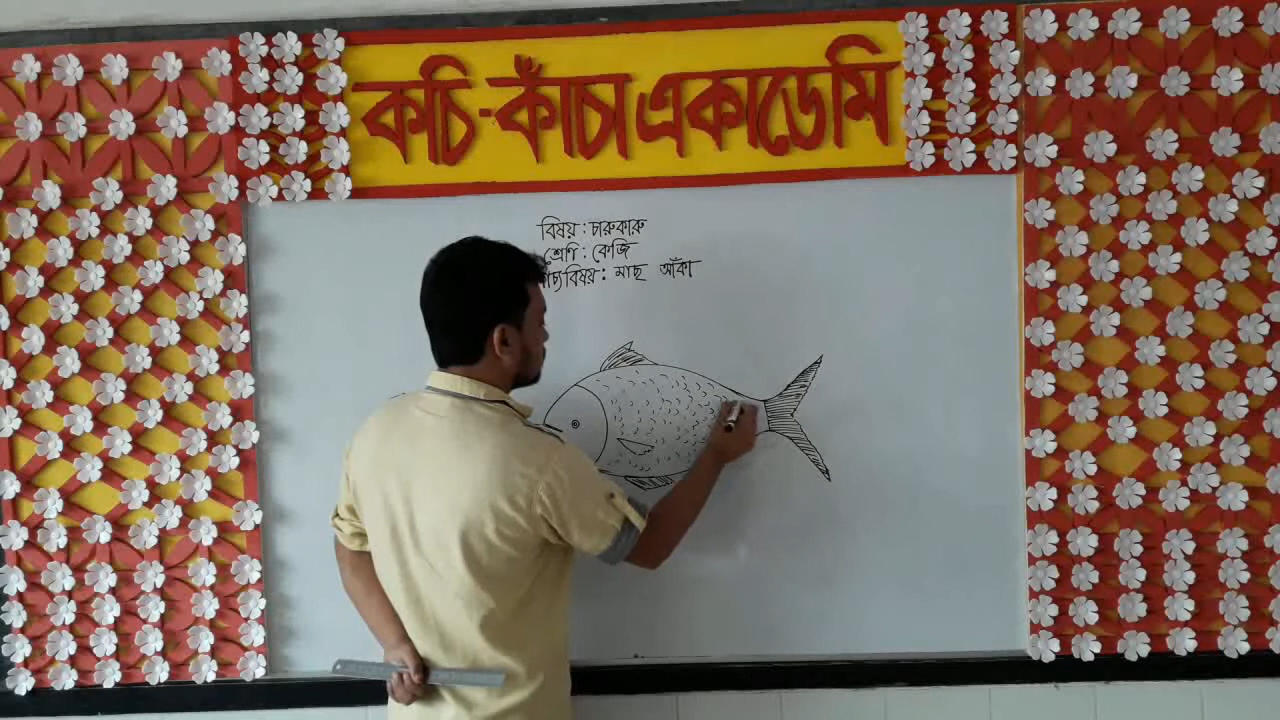 কচি-কাঁচা একাডেমি
বিষয় : চারুকারু
শ্রেণি : কেজি
: মাছ আঁকা